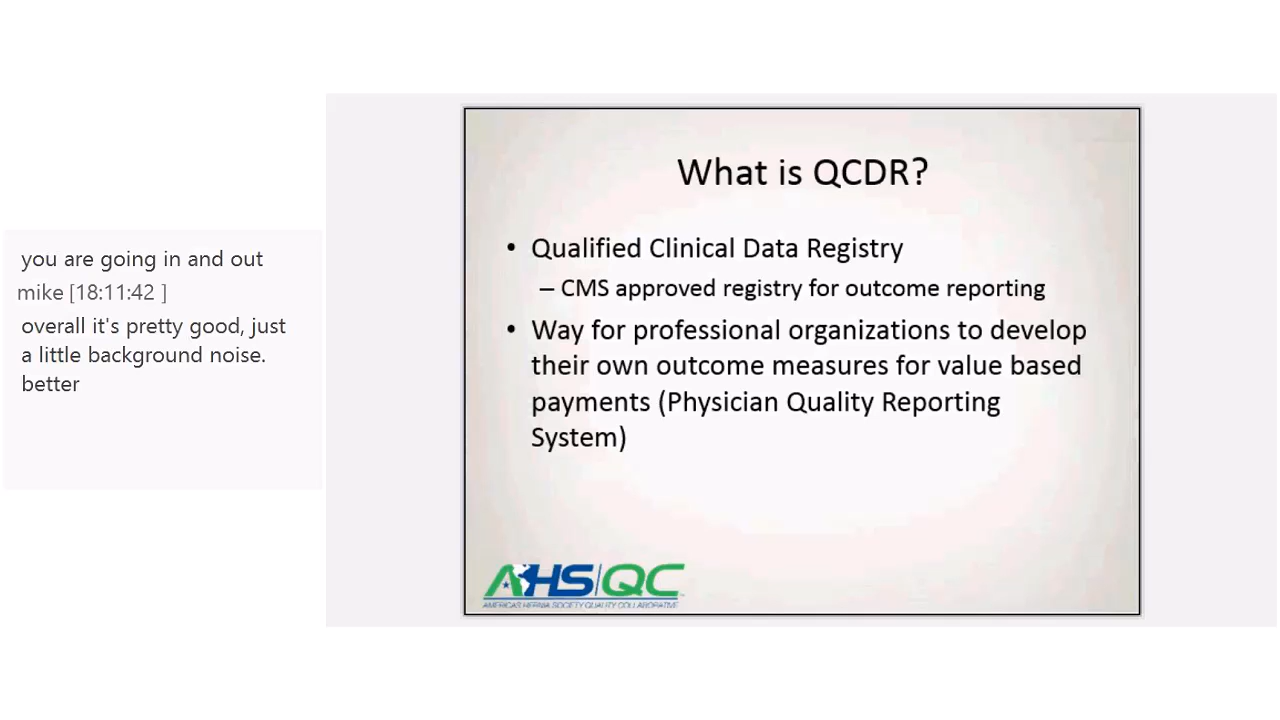 you are going in and out
mike [18:11:42 ]
overall it's pretty good, just
a little background noise.
better
What is QCDR?
• Qualified Clinical Data Registry
– CMS approved registry for outcome reporting
• Way for professional organizations to develop
their own outcome measures for value based
payments (Physician Quality Reporting
System)
AHS|QC
AMERICAS HERNIA SOCIETY QUALITY COLLABORATIVE